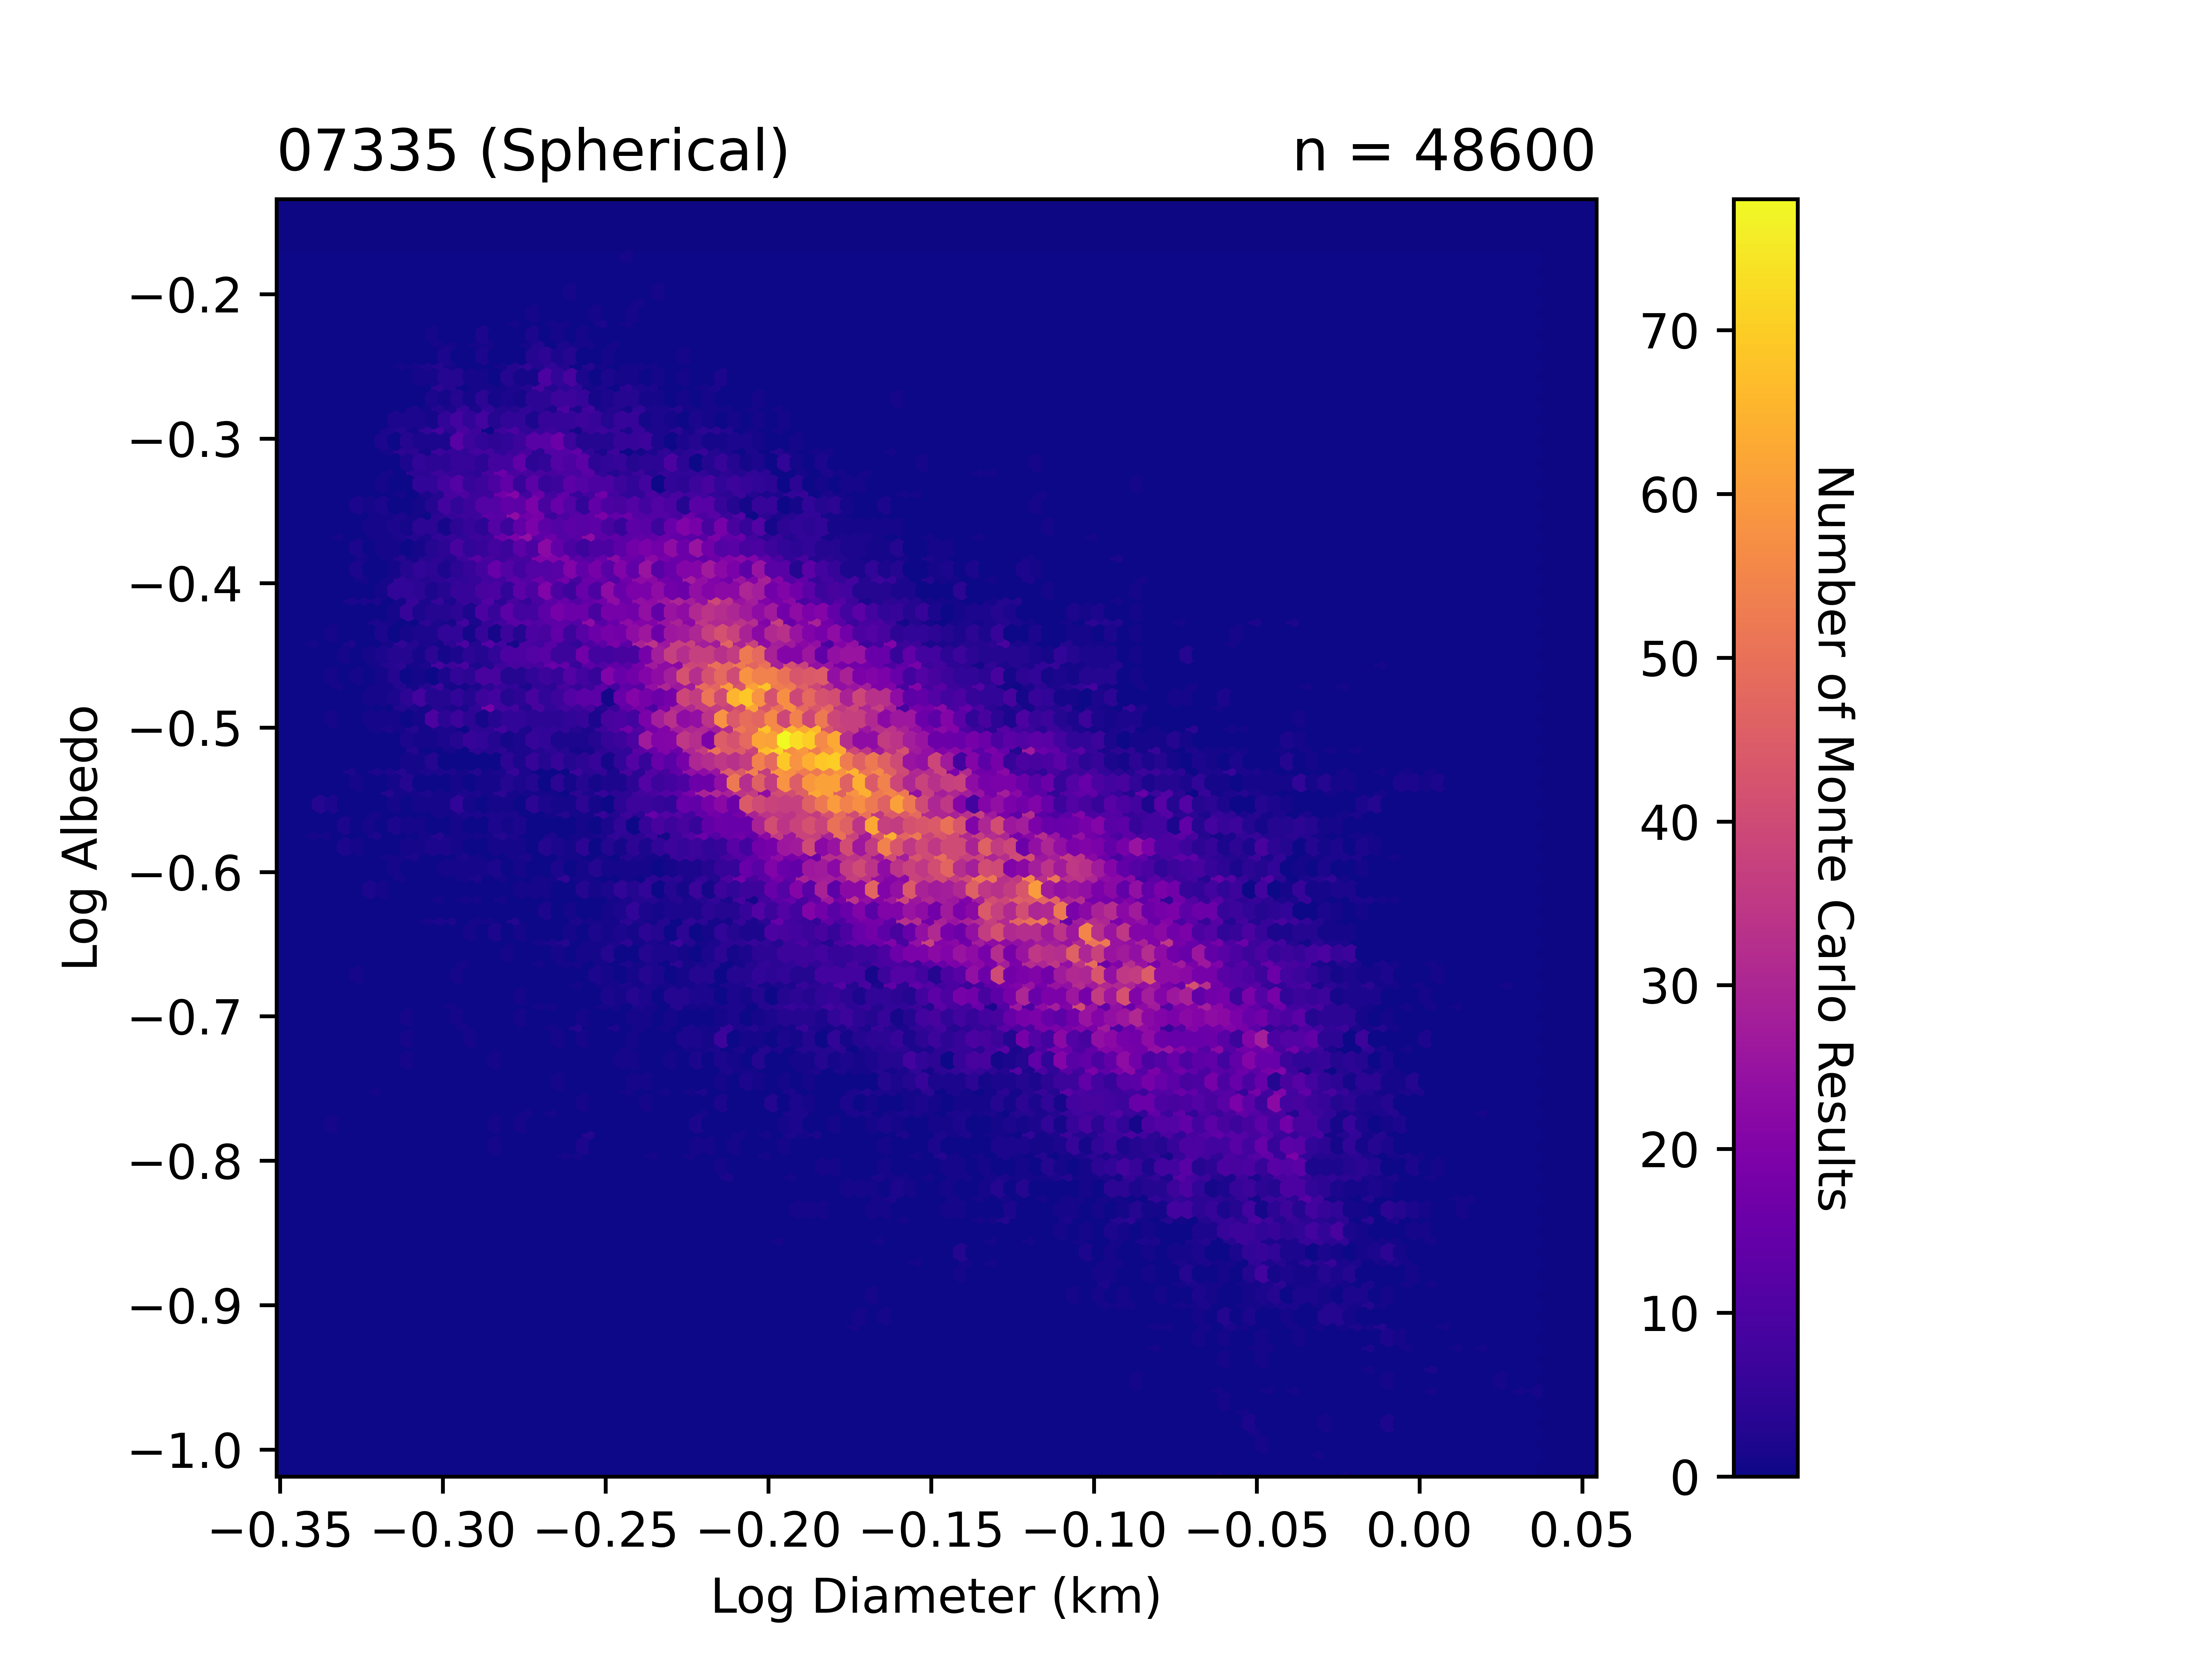 07335 (Spherical)
n = 48600
Log Albedo
−0.2
−0.3
−0.4
−0.5
−0.6
−0.7
−0.8
−0.9
−1.0
−0.35 −0.30 −0.25 −0.20 −0.15 −0.10 −0.05 0.00 0.05
Log Diameter (km)
70
60
50
40
30
20
10
0
Number of Monte Carlo Results